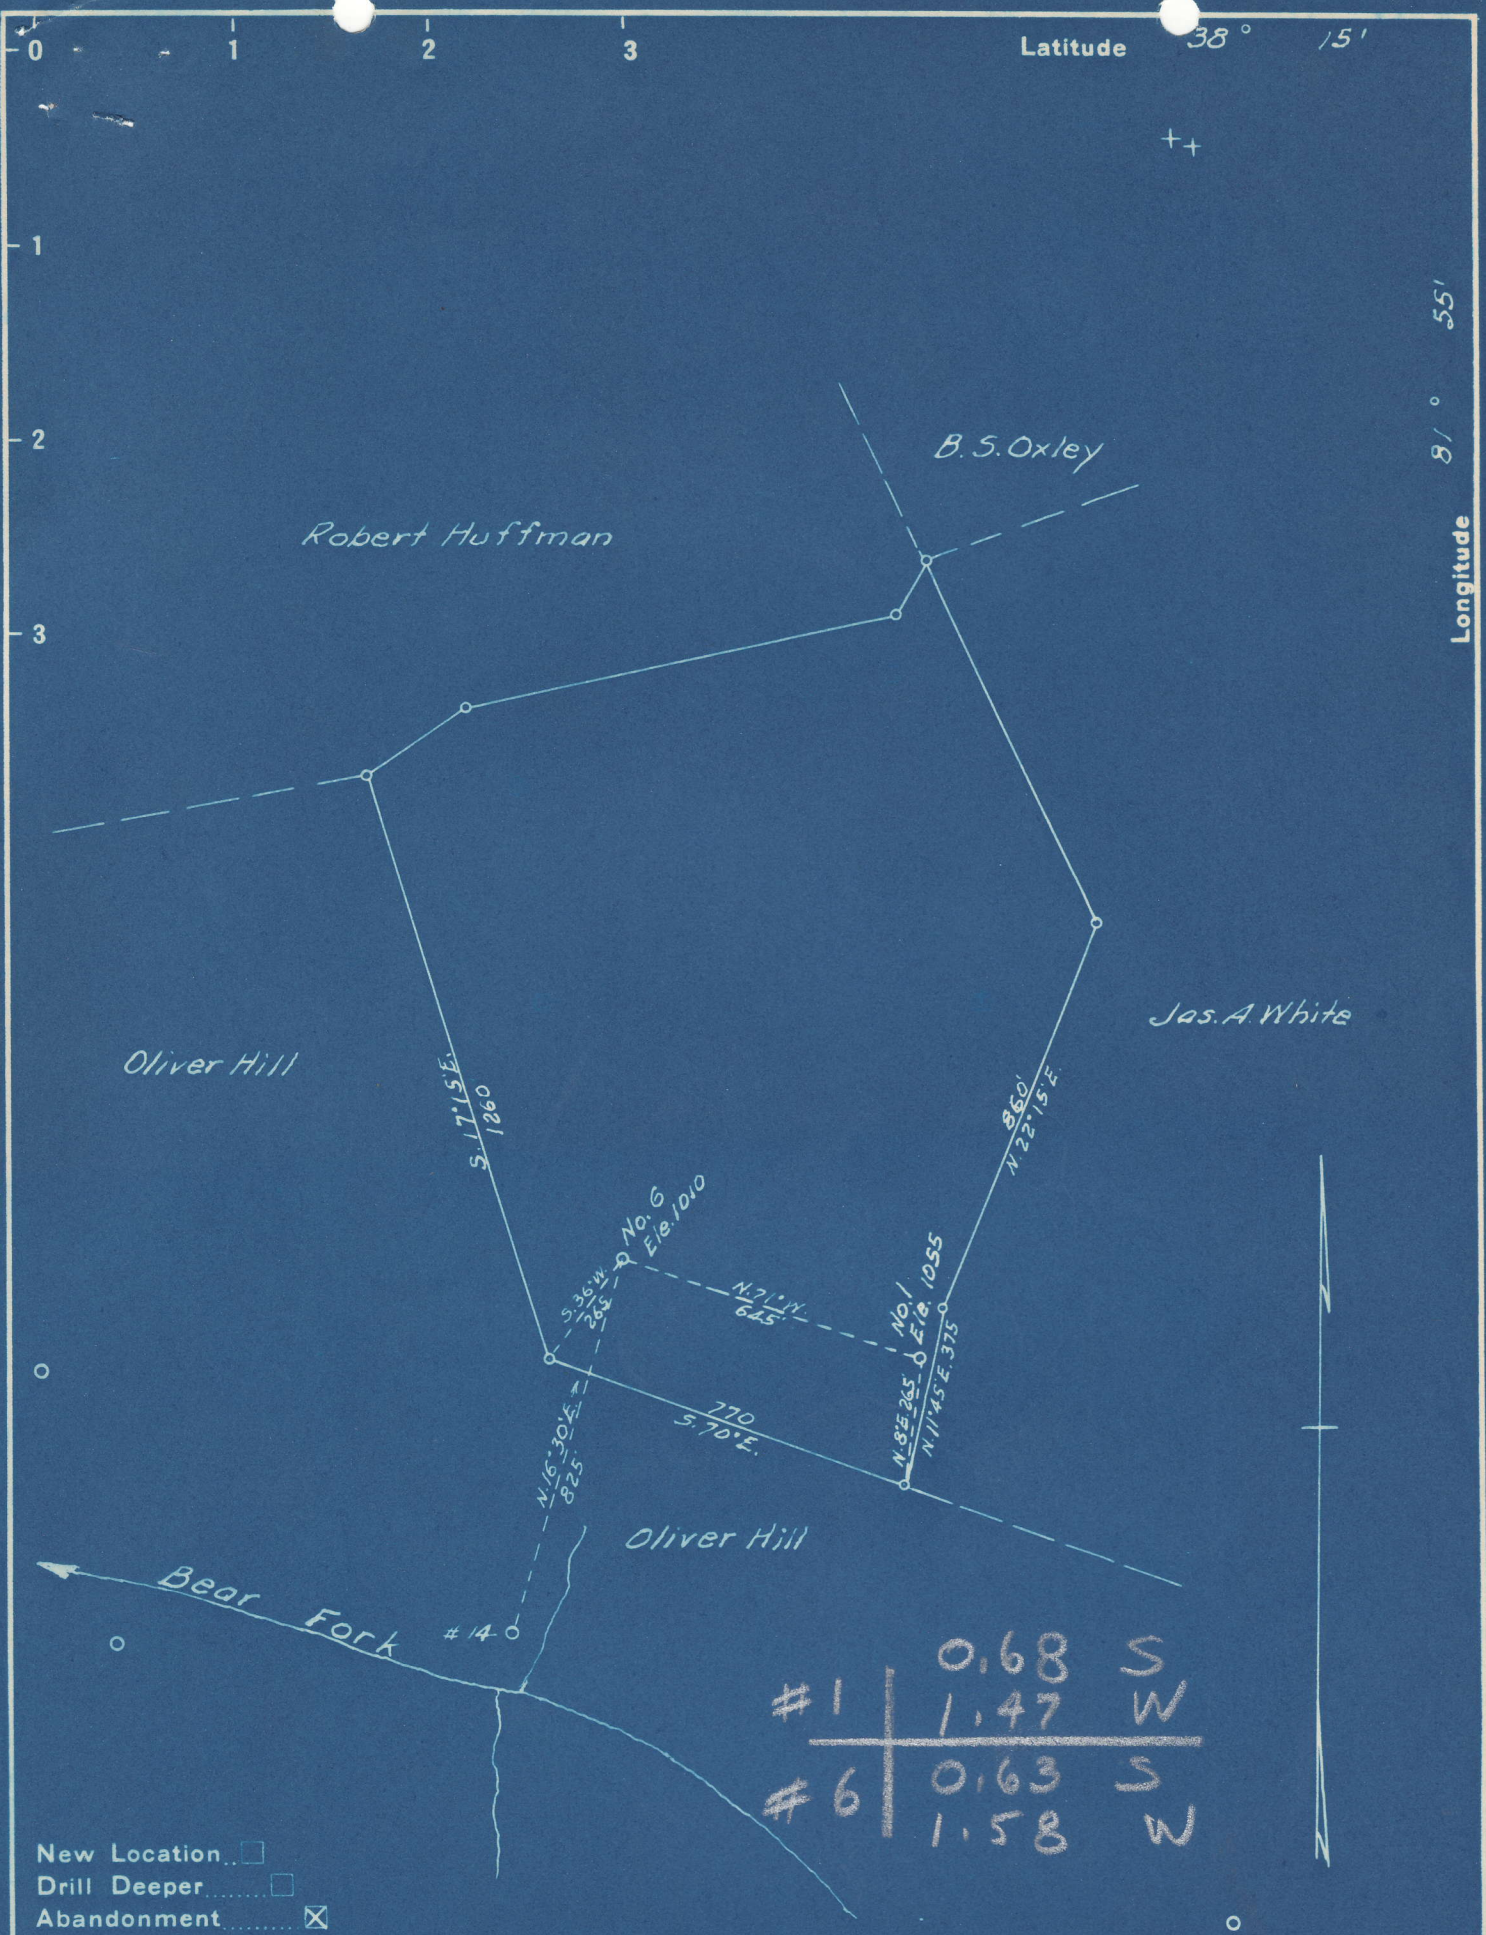 0 1 2 3 Latitude 38° 15'
1
2
3
Longitude 81° 55'
B.S. Oxley
Robert Huffman
Jas. A. White
Oliver Hill
S. 17° 15' E.
1260
860'
N. 22° 15' E.
No. 6
Ele. 1010
S. 36° W.
265'
N. 71° W.
645'
No. 1
Ele. 1055
N. 8° E. 265
N. 11° 45' E. 375
770
S. 70° E.
N. 16° 30' E.
825'
Oliver Hill
Bear Fork
# 14
#1 0.68 S
1.47 W
#6 0.63 S
1.58 W
New Location..
Drill Deeper........
Abandonment......... X